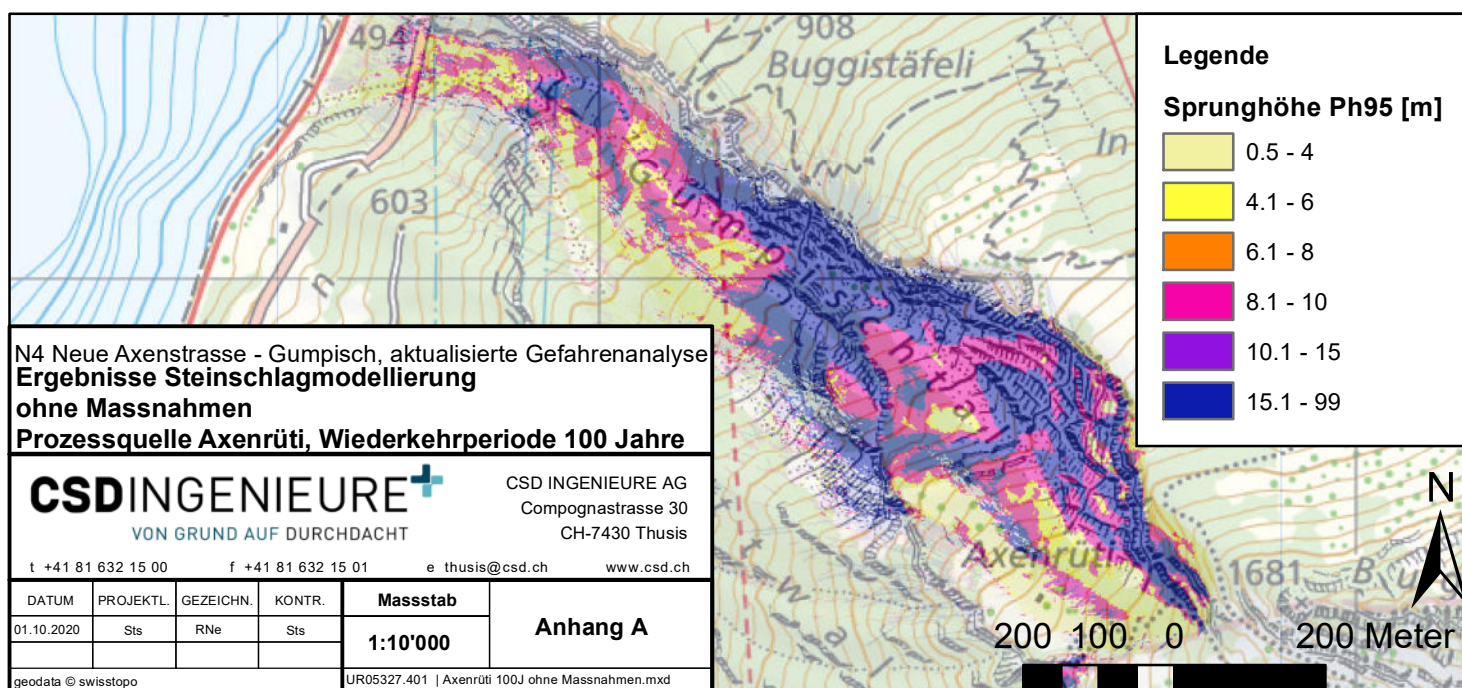 494
908
Buggistäfeli
In
603
n
Gumpischthal
Axenrüti
1681
Bu
w
a
Legende
Sprunghöhe Ph95 [m]
0.5 - 4
4.1 - 6
6.1 - 8
8.1 - 10
10.1 - 15
15.1 - 99
N
200 100 0 200 Meter
N4 Neue Axenstrasse - Gumpisch, aktualisierte Gefahrenanalyse
Ergebnisse Steinschlagmodellierung
ohne Massnahmen
Prozessquelle Axenrüti, Wiederkehrperiode 100 Jahre
CSDINGENIEURE+
VON GRUND AUF DURCHDACHT
CSD INGENIEURE AG
Compognastrasse 30
CH-7430 Thusis
t +41 81 632 15 00 f +41 81 632 15 01 e thusis@csd.ch www.csd.ch
DATUM PROJEKTL. GEZEICHN. KONTR. Massstab
01.10.2020 Sts RNe Sts 1:10'000 Anhang A
geodata © swisstopo UR05327.401 | Axenrüti 100J ohne Massnahmen.mxd